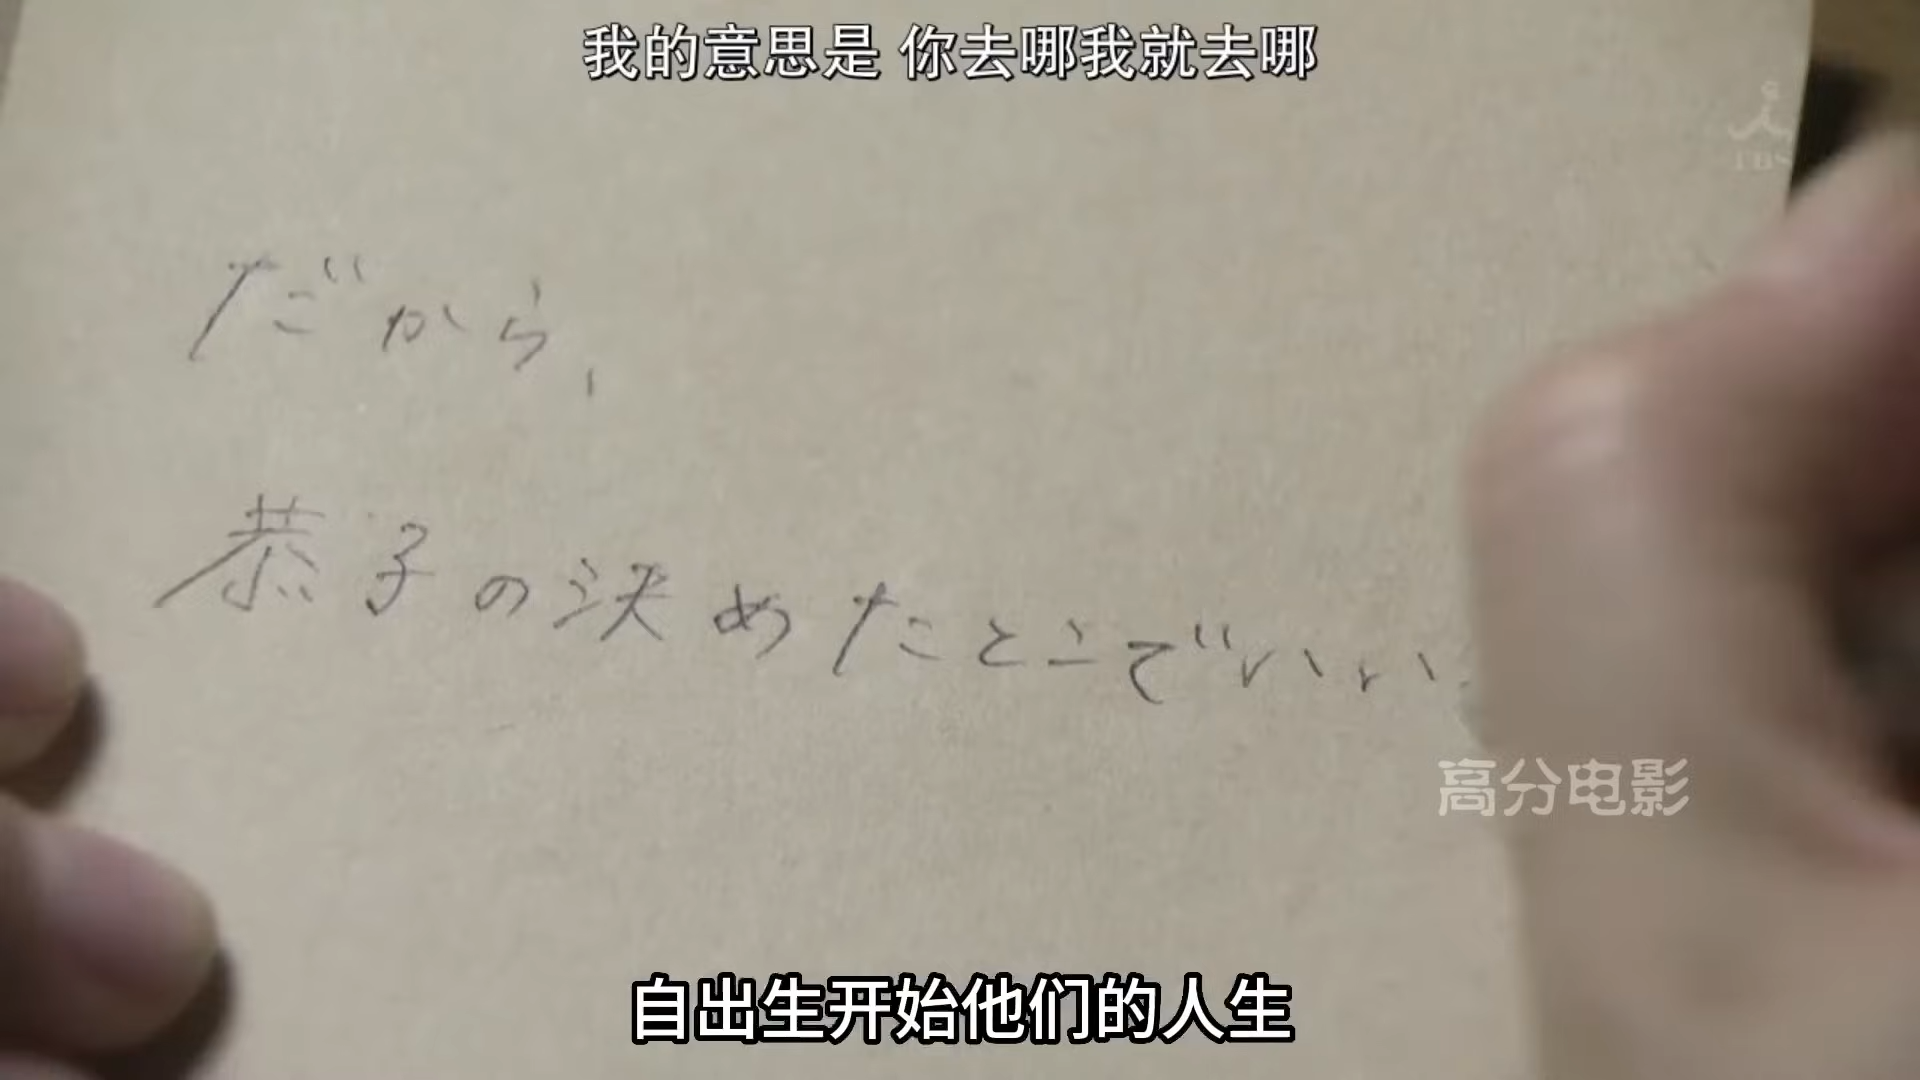 我的意思是 你去哪我就去哪
TBS
だから、
恭子の決めたとこでいい
高分电影
自出生开始他们的人生